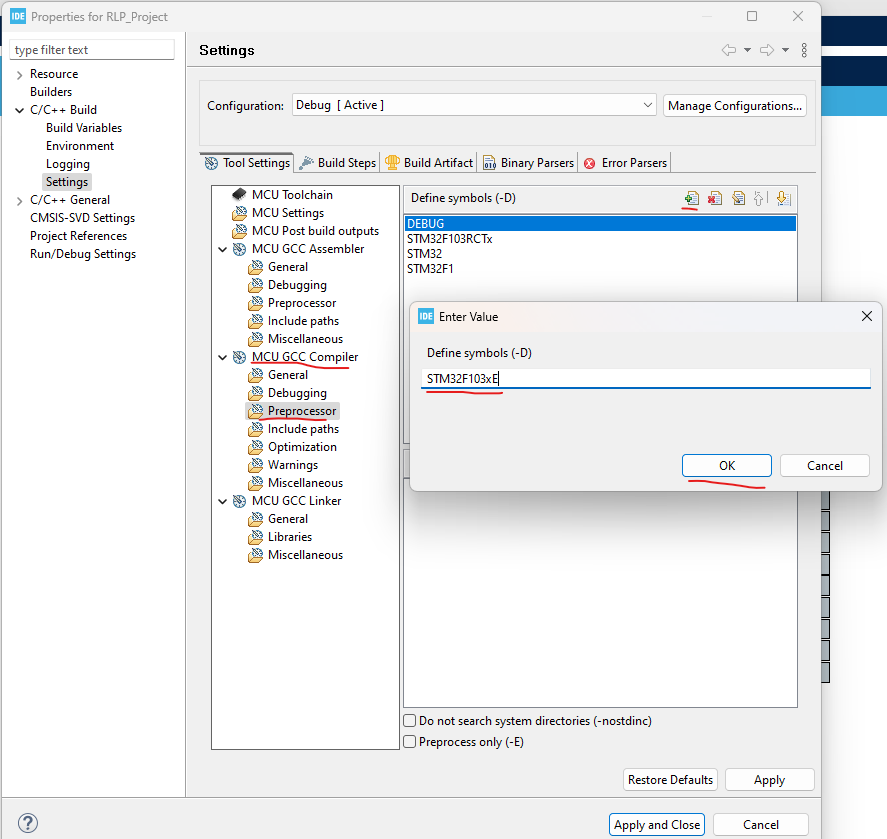 IDE Properties for RLP_Project
type filter text
Resource
Builders
C/C++ Build
Build Variables
Environment
Logging
Settings
C/C++ General
CMSIS-SVD Settings
Project References
Run/Debug Settings
Settings
Configuration: Debug [ Active ] Manage Configurations...
Tool Settings Build Steps Build Artifact Binary Parsers Error Parsers
MCU Toolchain
MCU Settings
MCU Post build outputs
MCU GCC Assembler
General
Debugging
Preprocessor
Include paths
Miscellaneous
MCU GCC Compiler
General
Debugging
Preprocessor
Include paths
Optimization
Warnings
Miscellaneous
MCU GCC Linker
General
Libraries
Miscellaneous
Define symbols (-D)
DEBUG
STM32F103RCTx
STM32
STM32F1
IDE Enter Value
Define symbols (-D)
STM32F103xE
OK Cancel
Do not search system directories (-nostdinc)
Preprocess only (-E)
Restore Defaults Apply
? Apply and Close Cancel